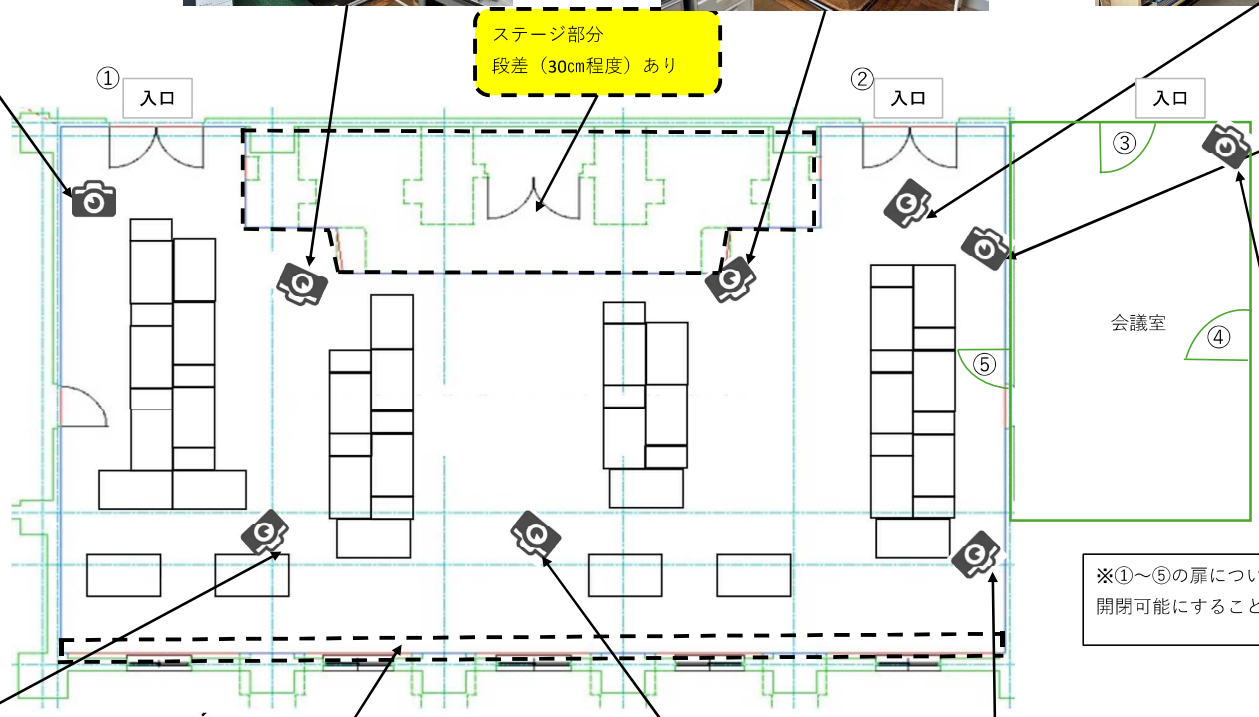 ステージ部分
段差（30㎝程度）あり
①
入口
②
入口
入口
③
会議室
④
⑤
※①～⑤の扉につい
開閉可能にすること